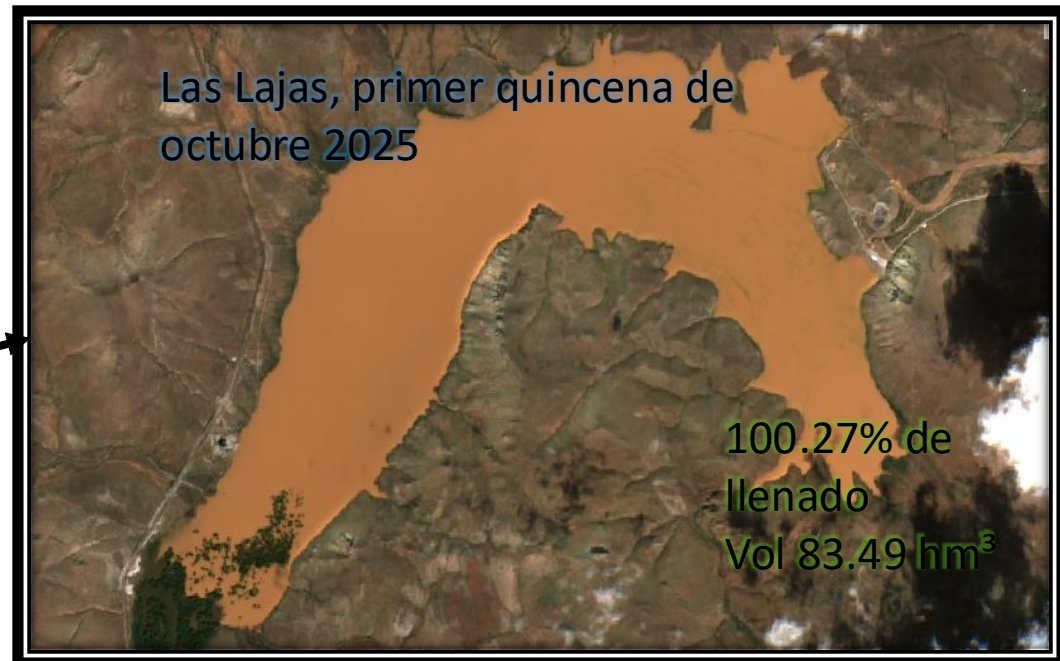 Las Lajas, primer quincena de
octubre 2025
100.27% de
llenado
Vol 83.49 hm³